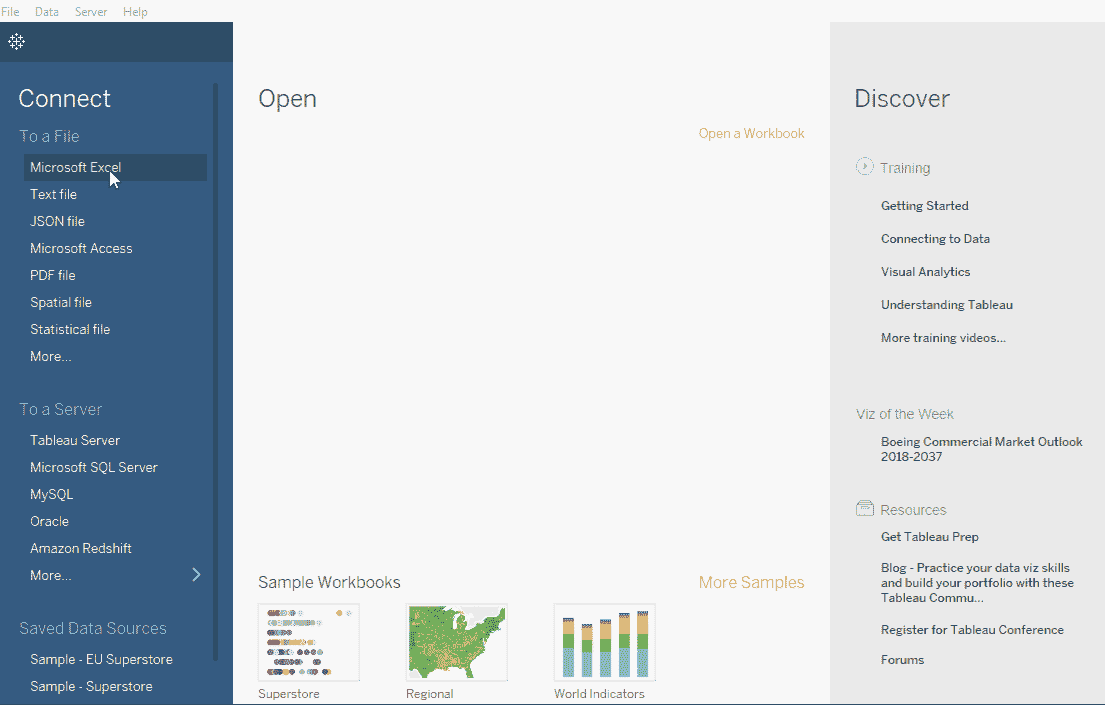 File Data Server Help
Connect
To a File
Microsoft Excel
Text file
JSON file
Microsoft Access
PDF file
Spatial file
Statistical file
More...
To a Server
Tableau Server
Microsoft SQL Server
MySQL
Oracle
Amazon Redshift
More...
Saved Data Sources
Sample - EU Superstore
Sample - Superstore
Open
Open a Workbook
Sample Workbooks
More Samples
Superstore
Regional
World Indicators
Discover
Training
Getting Started
Connecting to Data
Visual Analytics
Understanding Tableau
More training videos...
Viz of the Week
Boeing Commercial Market Outlook
2018-2037
Resources
Get Tableau Prep
Blog - Practice your data viz skills
and build your portfolio with these
Tableau Commu...
Register for Tableau Conference
Forums